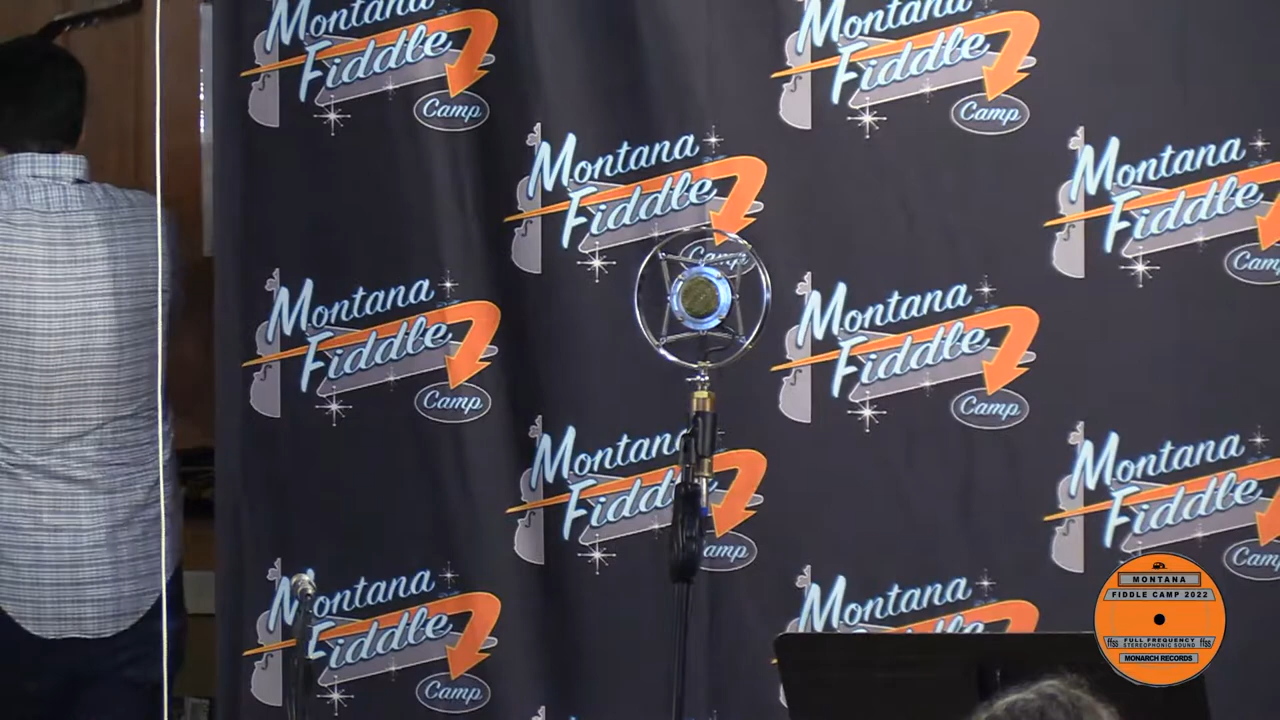 Montana
Fiddle
Camp
Montana
Fiddle
Camp
Montana
Fiddle
Camp
Montana
Fiddle
Camp
Montana
Fiddle
Camp
Montana
Fiddle
Camp
Montana
Fiddle
Camp
Montana
Fiddle
Camp
Montana
Fiddle
Camp
Montana
MONTANA
FIDDLE CAMP 2022
ffss FULL FREQUENCY ffss
STEREOPHONIC SOUND
MONARCH RECORDS